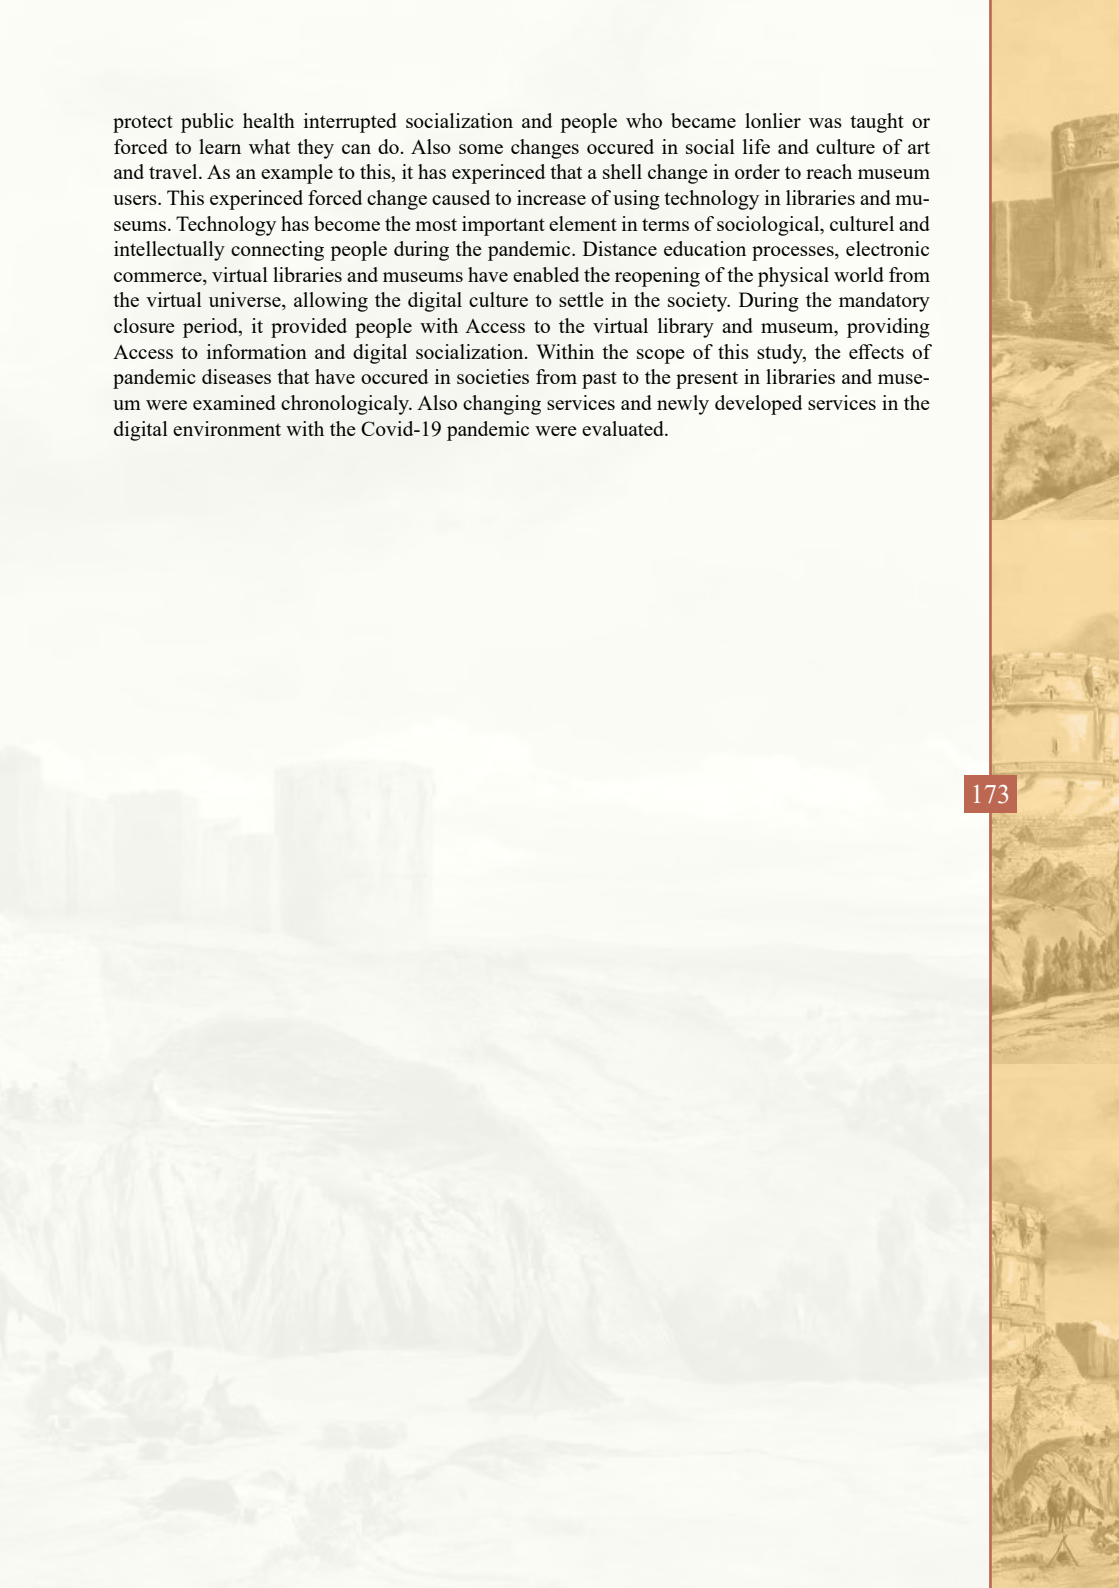 protect public health interrupted socialization and people who became lonlier was taught or
forced to learn what they can do. Also some changes occured in social life and culture of art
and travel. As an example to this, it has experinced that a shell change in order to reach museum
users. This experinced forced change caused to increase of using technology in libraries and mu-
seums. Technology has become the most important element in terms of sociological, culturel and
intellectually connecting people during the pandemic. Distance education processes, electronic
commerce, virtual libraries and museums have enabled the reopening of the physical world from
the virtual universe, allowing the digital culture to settle in the society. During the mandatory
closure period, it provided people with Access to the virtual library and museum, providing
Access to information and digital socialization. Within the scope of this study, the effects of
pandemic diseases that have occured in societies from past to the present in libraries and muse-
um were examined chronologicaly. Also changing services and newly developed services in the
digital environment with the Covid-19 pandemic were evaluated.
173